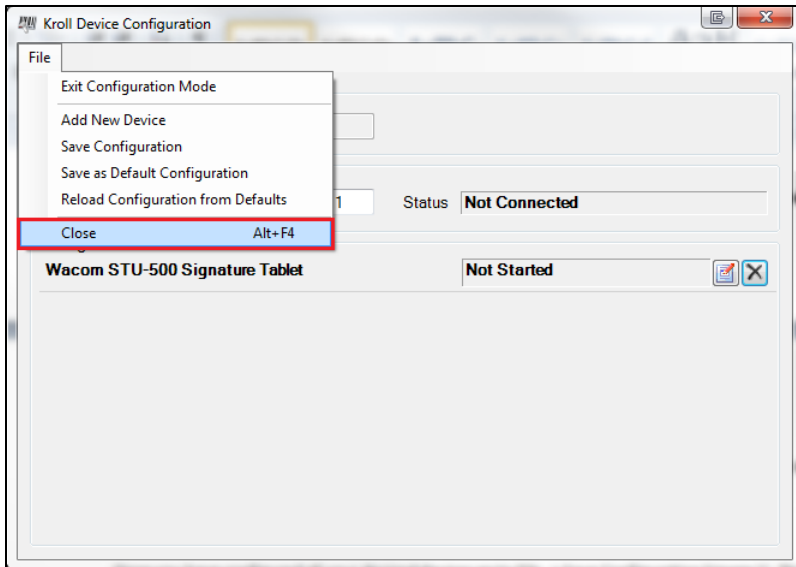 Kroll Device Configuration
File
Exit Configuration Mode
Add New Device
Save Configuration
Save as Default Configuration
Reload Configuration from Defaults
1 Status Not Connected
Close Alt+F4
Wacom STU-500 Signature Tablet Not Started